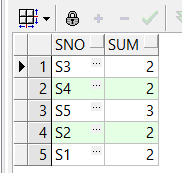 SNO SUM
1 S3 ... 2
2 S4 ... 2
3 S5 ... 3
4 S2 ... 2
5 S1 ... 2